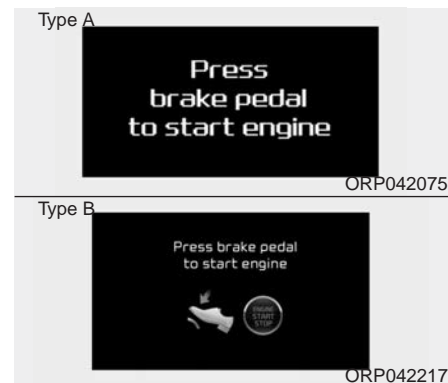 Type A
Press
brake pedal
to start engine
ORP042075
Type B
Press brake pedal
to start engine
ENGINE
START
STOP
ORP042217